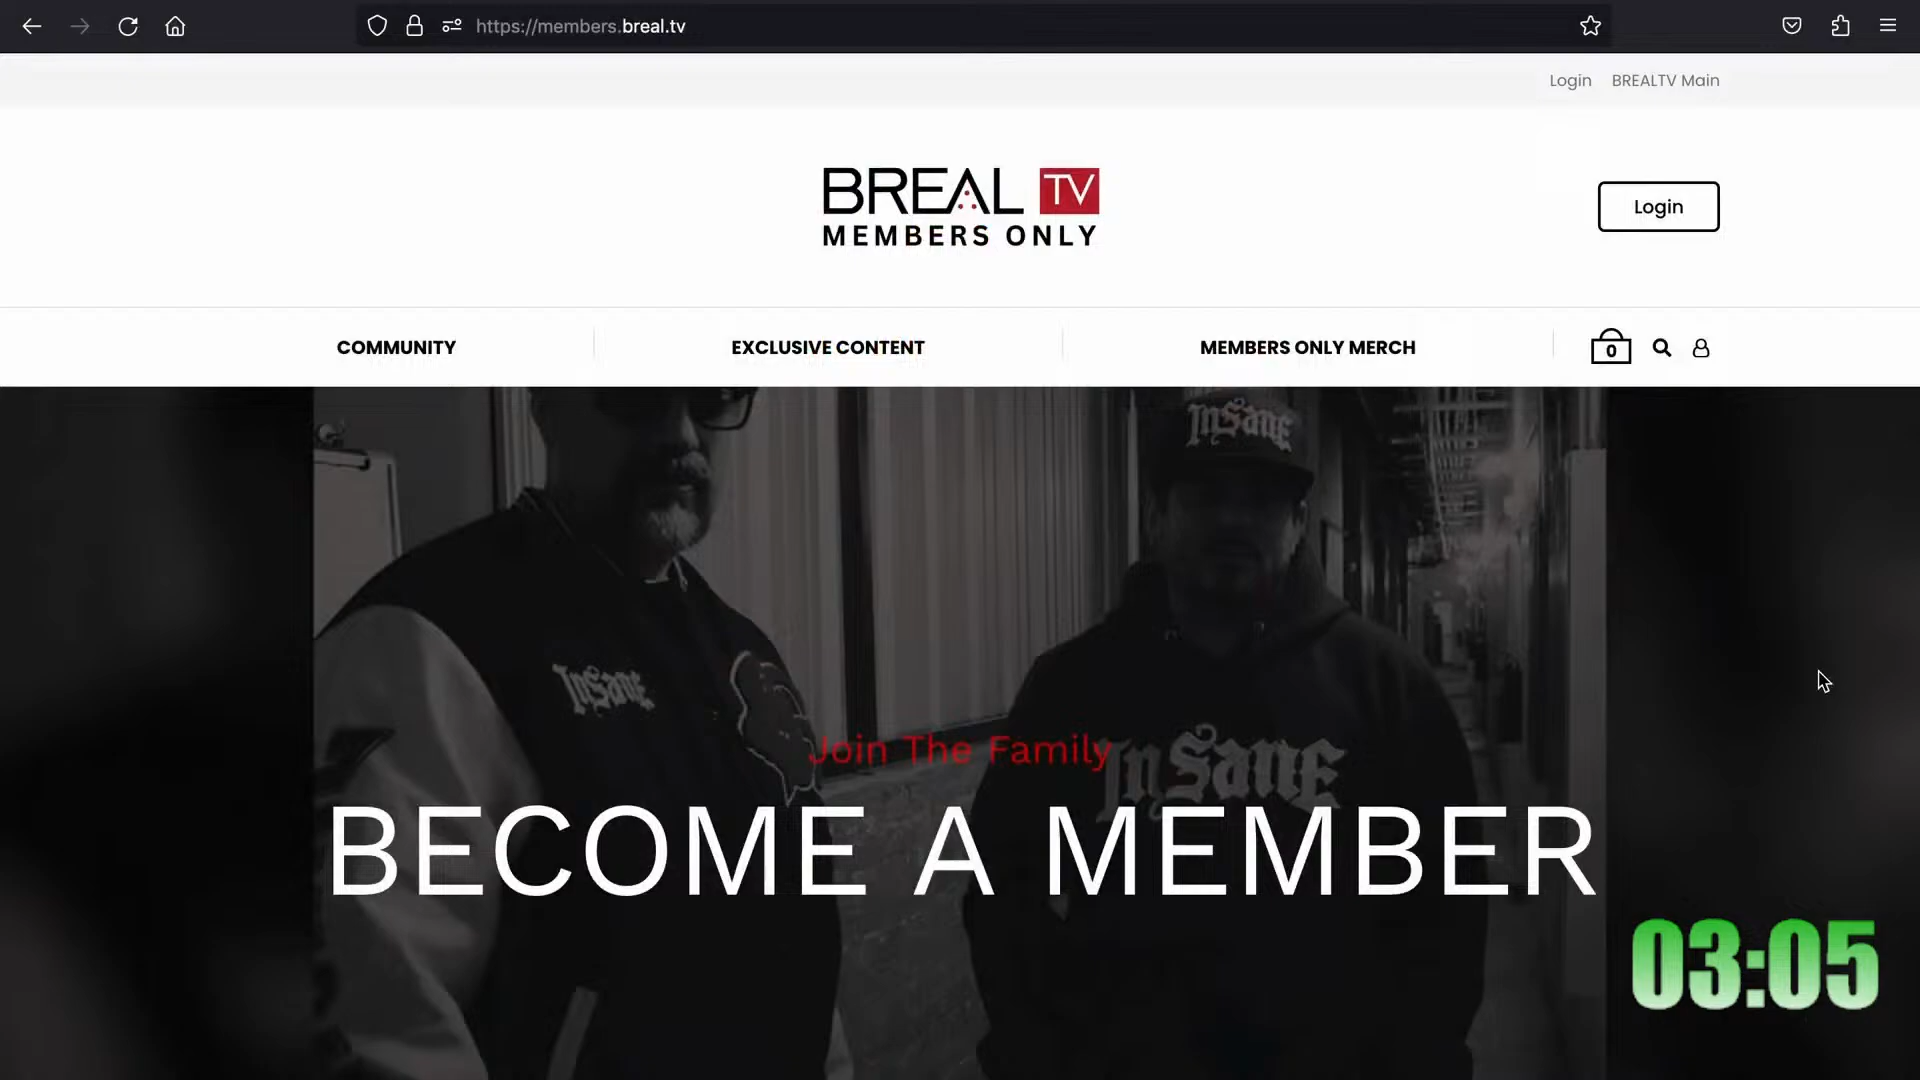 https://members.breal.tv
Login BREALTV Main
BREAL TV
MEMBERS ONLY
Login
COMMUNITY
EXCLUSIVE CONTENT
MEMBERS ONLY MERCH
0
InSane
InSane
Join The Family
InSane
BECOME A MEMBER
03:05